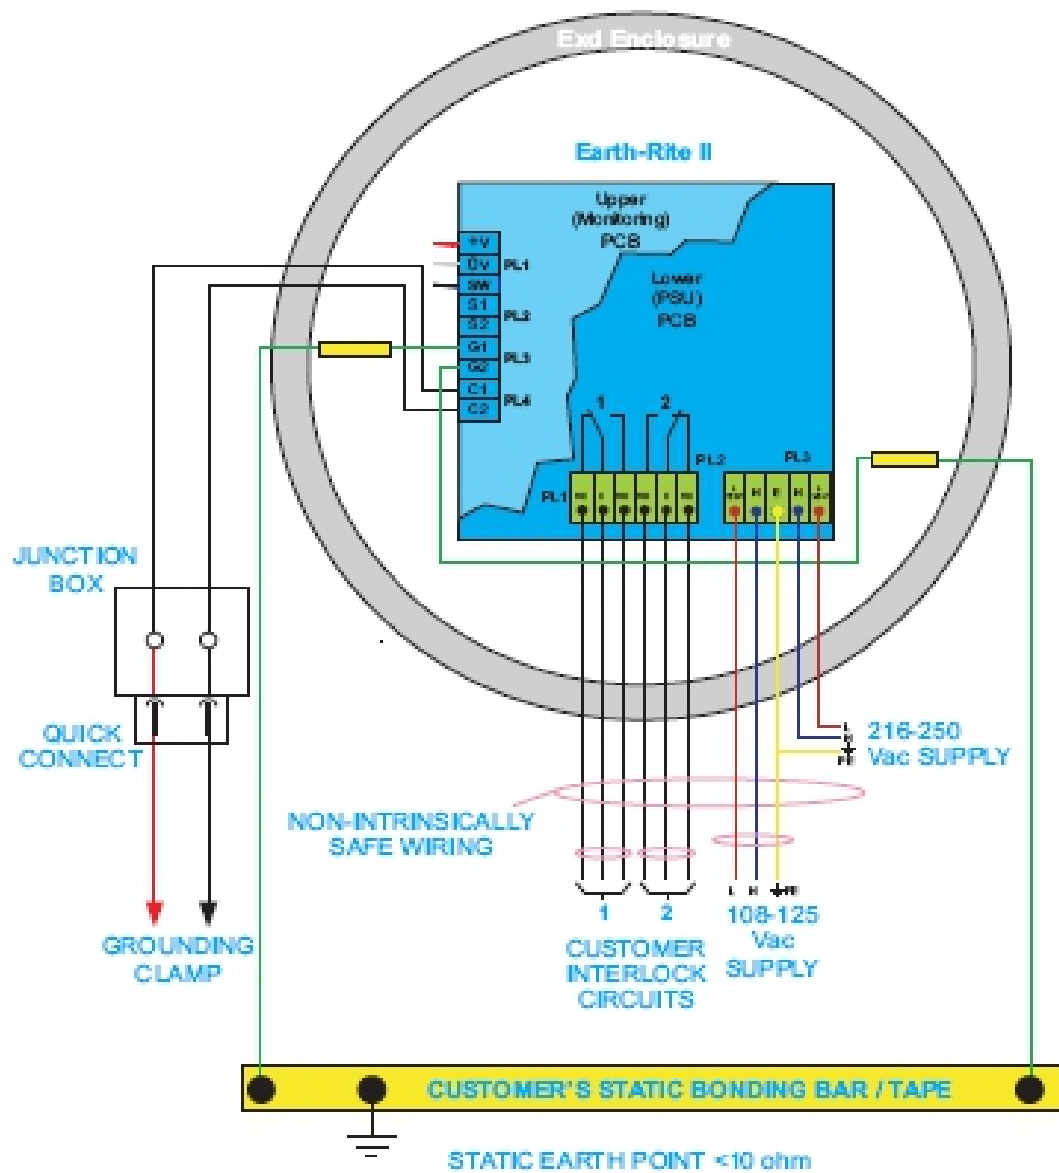 Exd Enclosure
Earth-Rite II
Upper
(Monitoring)
PCB
Lower
(PSU)
PCB
+V
0V
SW
S1
S2
G1
G2
C1
C2
PL1
PL2
PL3
PL4
1
2
PL1
PL2
PL3
N
E
N
JUNCTION
BOX
QUICK
CONNECT
GROUNDING
CLAMP
NON-INTRINSICALLY
SAFE WIRING
L
N
PE
216-250
Vac SUPPLY
1
2
CUSTOMER
INTERLOCK
CIRCUITS
L
N
PE
108-125
Vac
SUPPLY
CUSTOMER'S STATIC BONDING BAR / TAPE
STATIC EARTH POINT <10 ohm